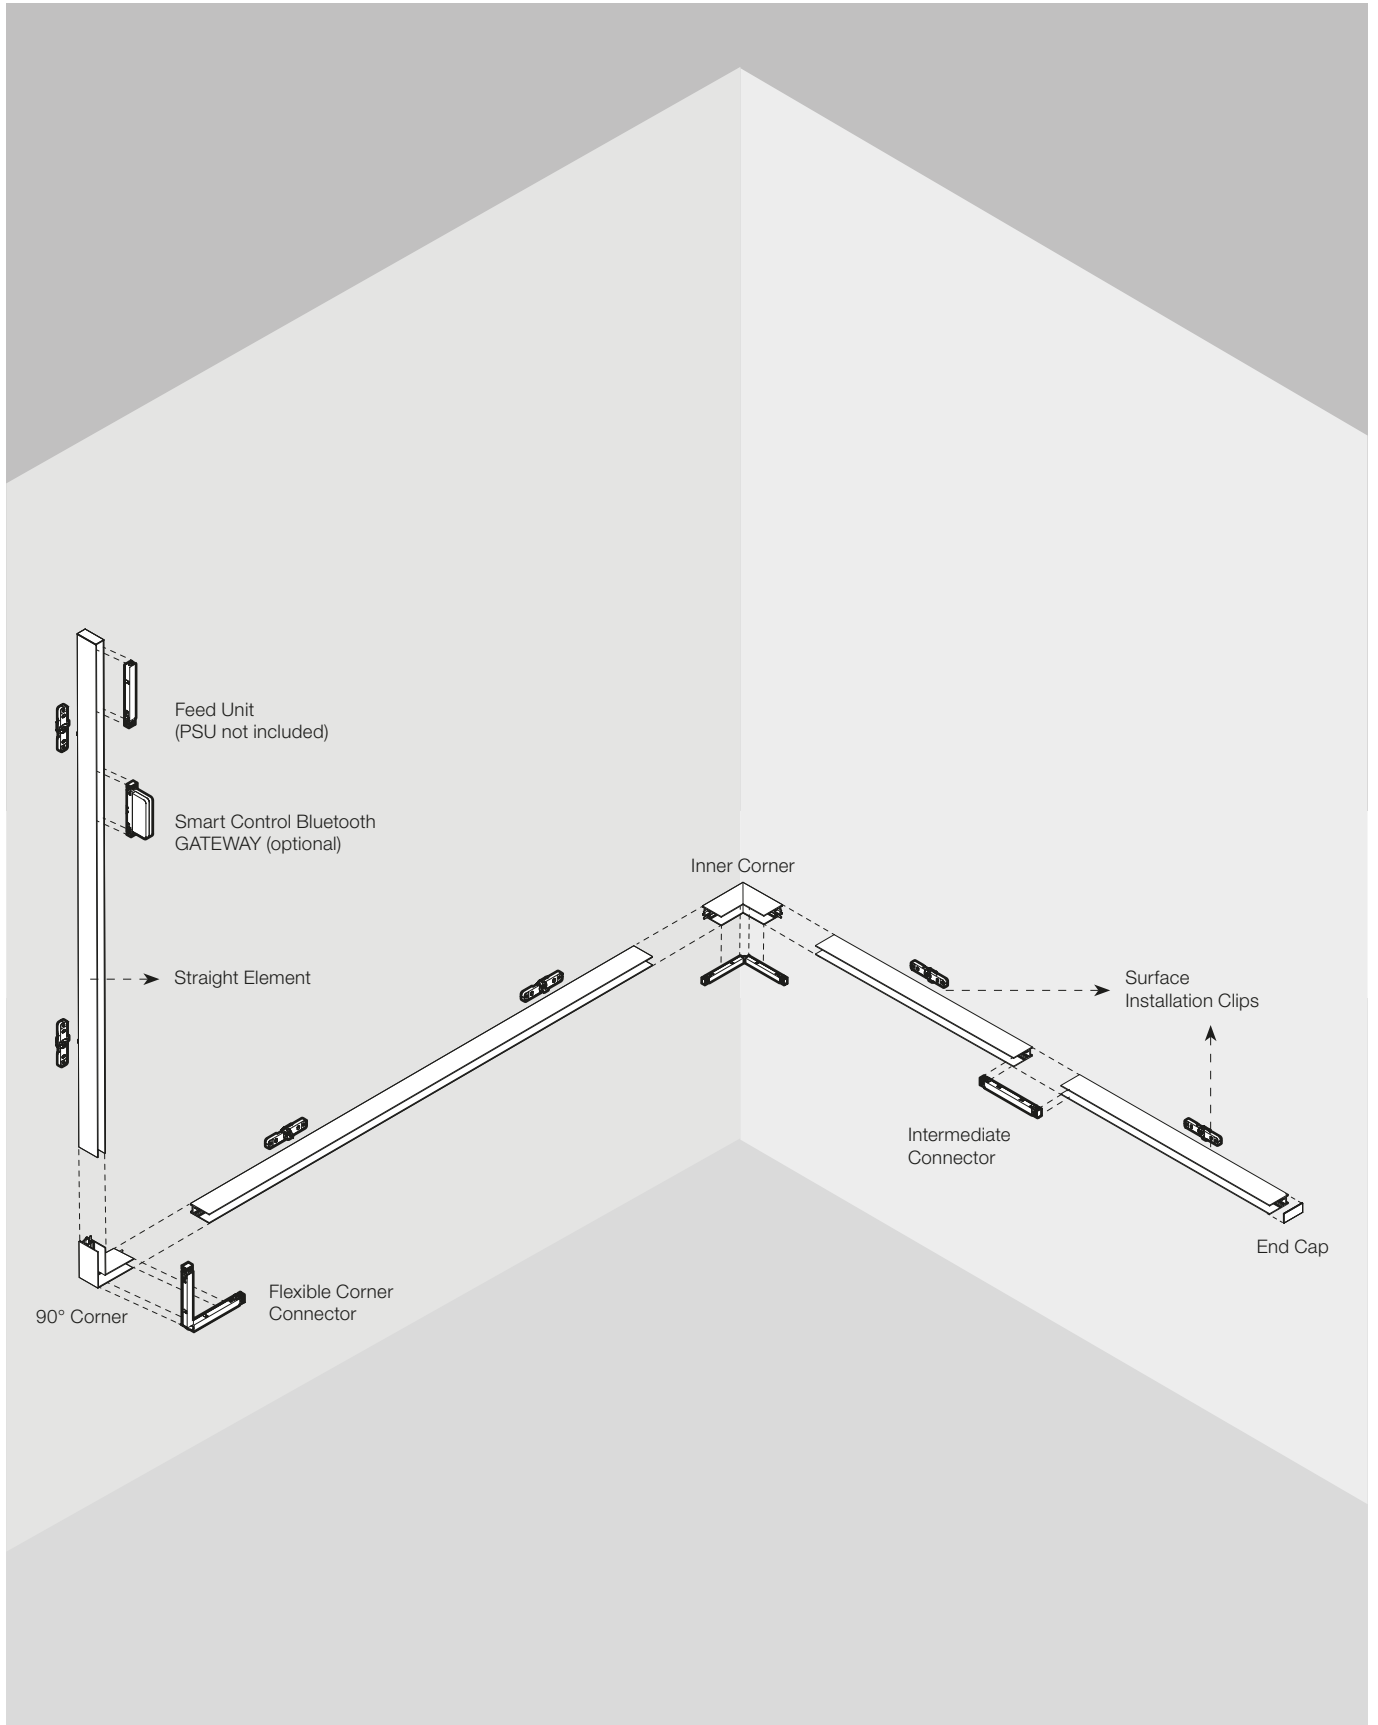 Feed Unit
(PSU not included)
Smart Control Bluetooth
GATEWAY (optional)
Inner Corner
Straight Element
Surface
Installation Clips
Intermediate
Connector
End Cap
Flexible Corner
Connector
90° Corner